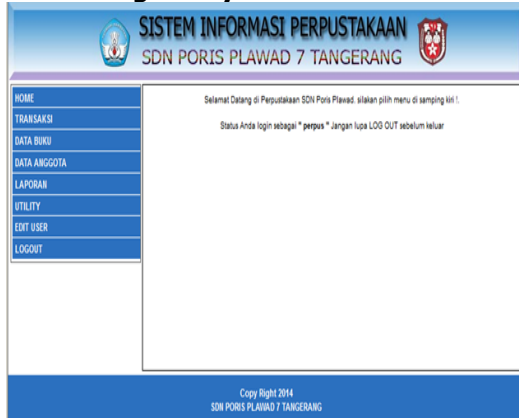 SISTEM INFORMASI PERPUSTAKAAN
SDN PORIS PLAWAD 7 TANGERANG
HOME
TRANSAKSI
DATA BUKU
DATA ANGGOTA
LAPORAN
UTILITY
EDIT USER
LOGOUT
Selamat Datang di Perpustakaan SDN Poris Plawad. silakan pilih menu di samping kiri !.
Status Anda login sebagai " perpus " Jangan lupa LOG OUT sebelum keluar
Copy Right 2014
SDN PORIS PLAWAD 7 TANGERANG